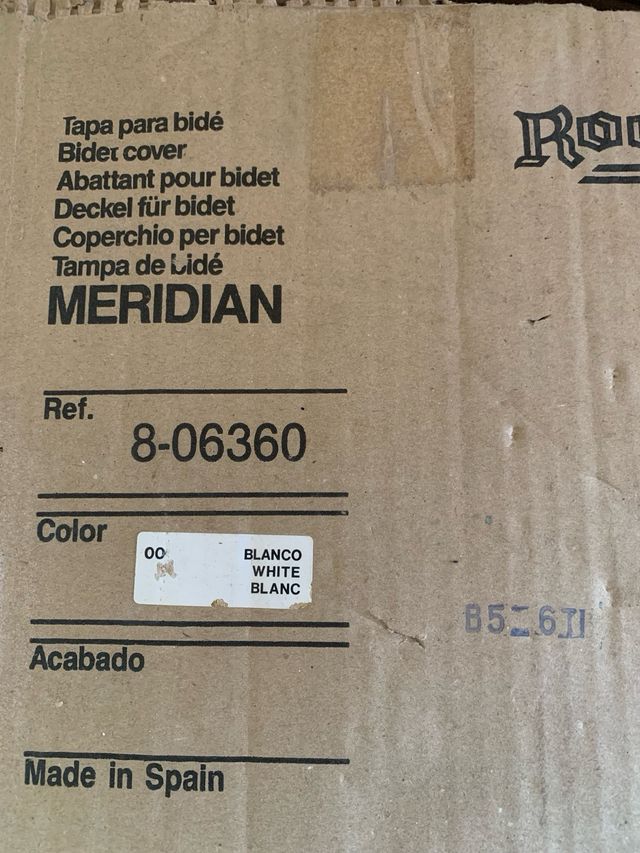 Tapa para bidé
Bidet cover
Abattant pour bidet
Deckel für bidet
Coperchio per bidet
Tampa de bidé
MERIDIAN
Ref.
8-06360
Color
00 BLANCO
WHITE
BLANC
Acabado
Made in Spain